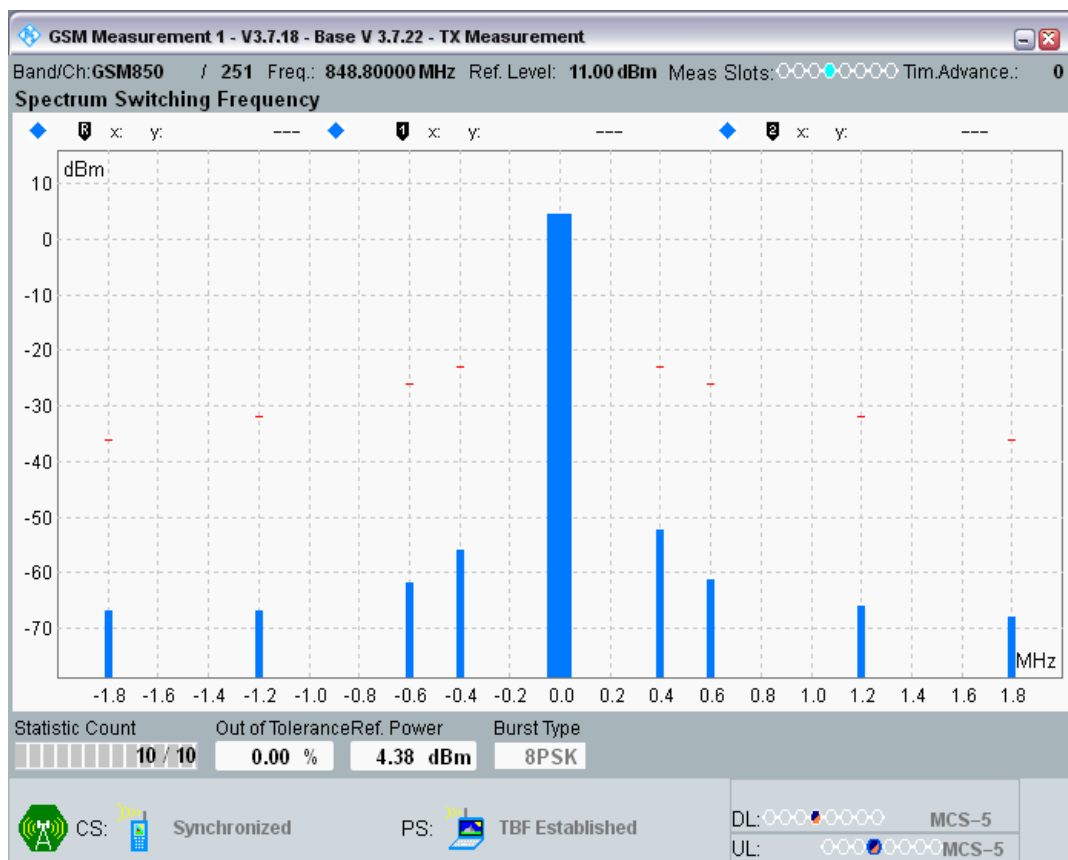 GSM Measurement 1 - V3.7.18 - Base V 3.7.22 - TX Measurement
Band/Ch:GSM850 / 251 Freq.: 848.80000 MHz Ref. Level: 11.00 dBm Meas Slots: Tim.Advance.: 0
Spectrum Switching Frequency
R x: y: --- 1 x: y: --- 2 x: y: ---
dBm
10
0
-10
-20
-30
-40
-50
-60
-70
MHz
-1.8 -1.6 -1.4 -1.2 -1.0 -0.8 -0.6 -0.4 -0.2 0.0 0.2 0.4 0.6 0.8 1.0 1.2 1.4 1.6 1.8
Statistic Count Out of Tolerance Ref. Power Burst Type
10 / 10 0.00 % 4.38 dBm 8PSK
CS: Synchronized PS: TBF Established
DL: MCS-5
UL: MCS-5